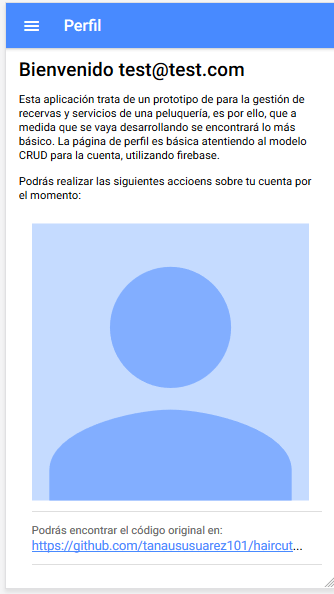 Perfil
Bienvenido test@test.com
Esta aplicación trata de un prototipo de para la gestión de
recervas y servicios de una peluquería, es por ello, que a
medida que se vaya desarrollando se encontrará lo más
básico. La página de perfil es básica atentiendo al modelo
CRUD para la cuenta, utilizando firebase.
Podrás realizar las siguientes accioens sobre tu cuenta por
el momento:
Podrás encontrar el código original en:
https://github.com/tanaususuarez101/haircut...